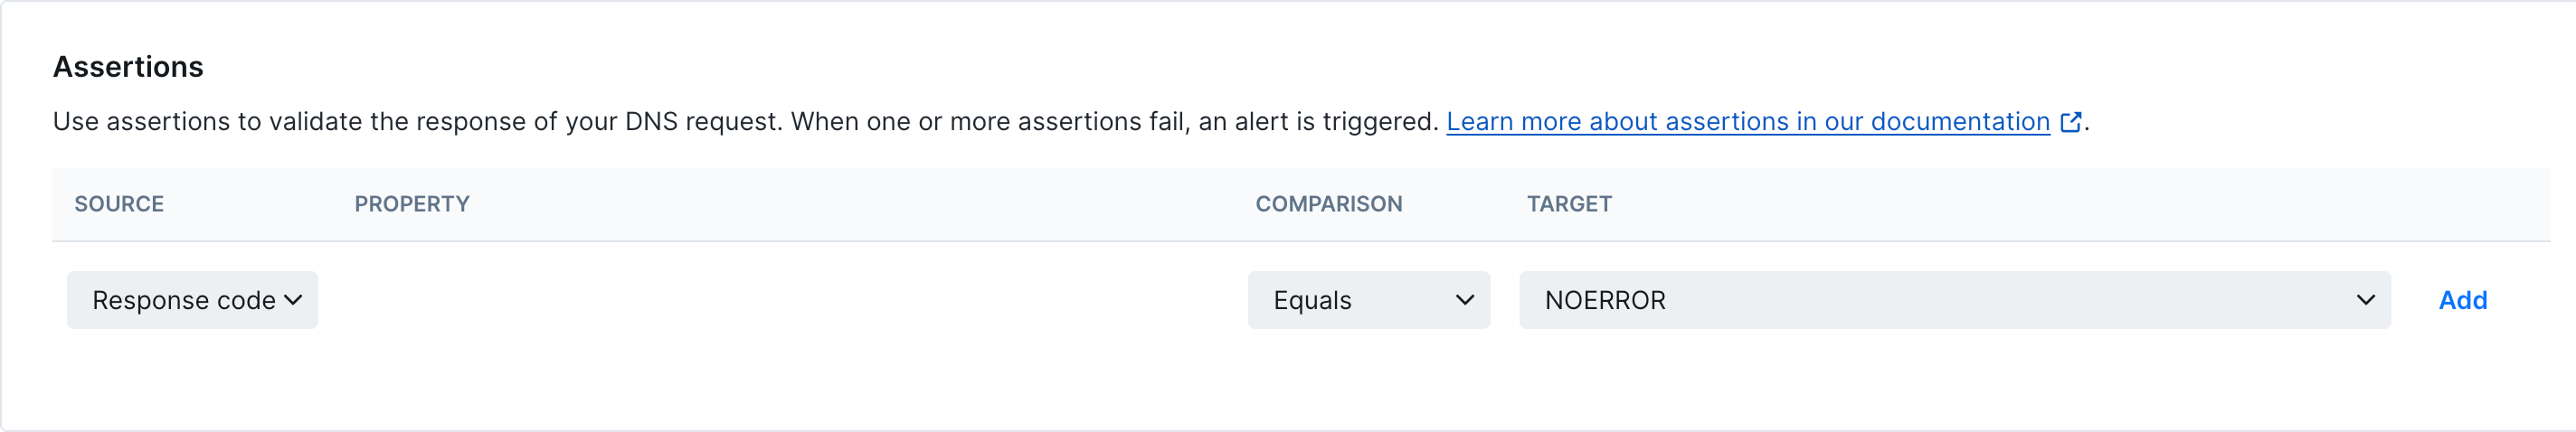 Assertions
Use assertions to validate the response of your DNS request. When one or more assertions fail, an alert is triggered. Learn more about assertions in our documentation.
SOURCE PROPERTY COMPARISON TARGET
Response code Equals NOERROR Add